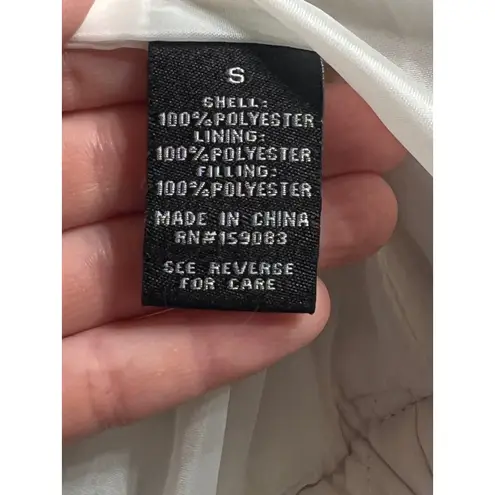 S
SHELL:
100%POLYESTER
LINING:
100%POLYESTER
FILLING:
100%POLYESTER
MADE IN CHINA
RN#159083
SEE REVERSE
FOR CARE